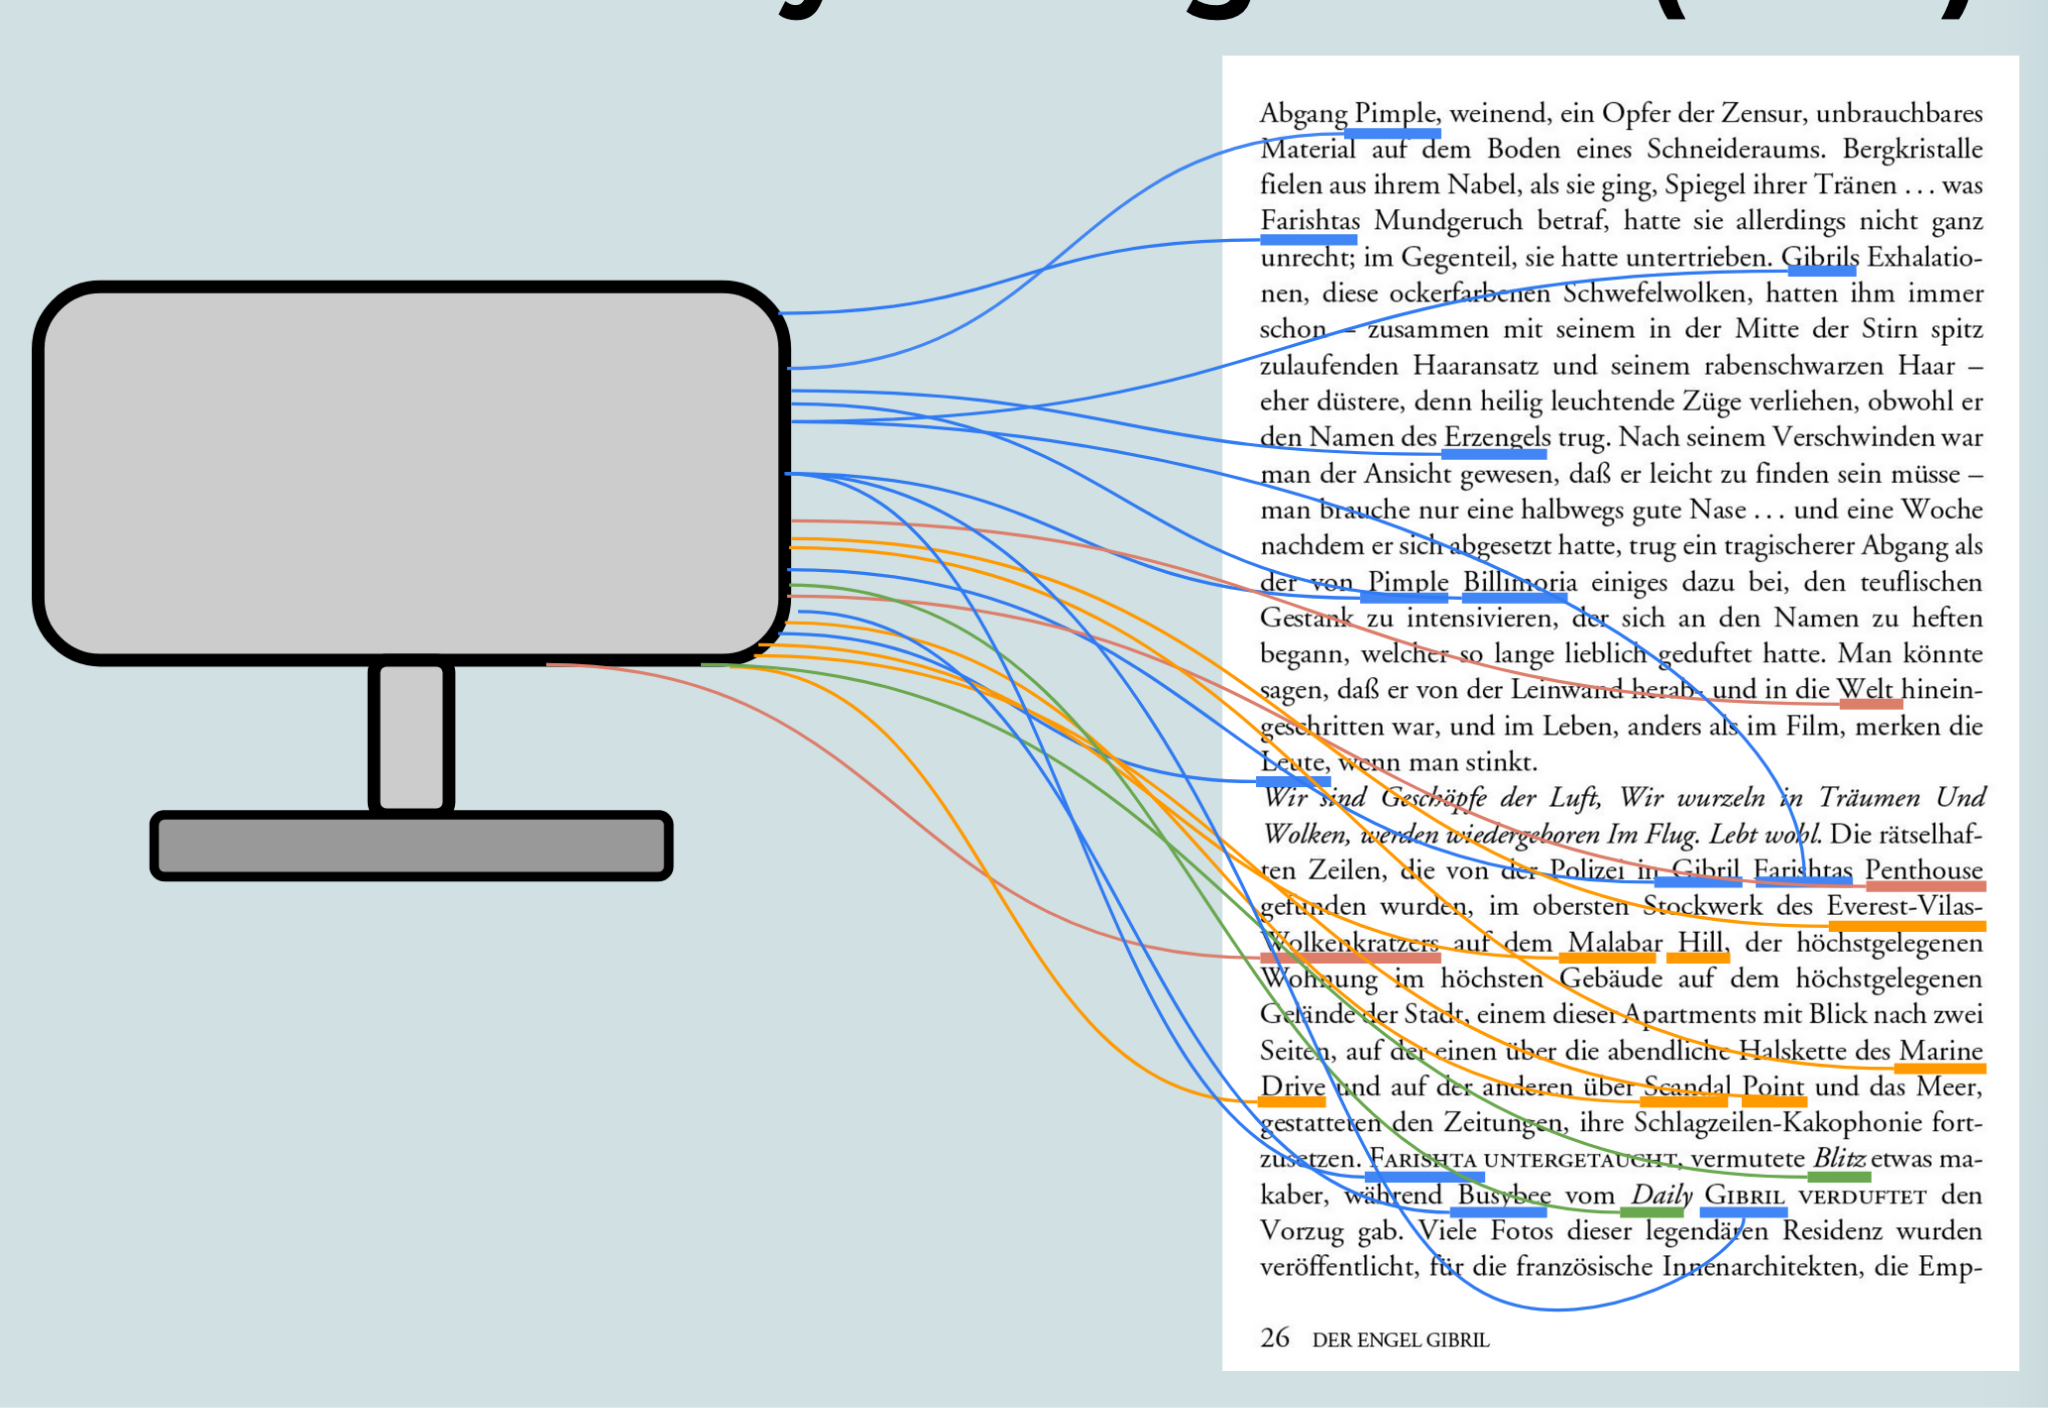 Abgang Pimple, weinend, ein Opfer der Zensur, unbrauchbares
Material auf dem Boden eines Schneideraums. Bergkristalle
fielen aus ihrem Nabel, als sie ging, Spiegel ihrer Tränen ... was
Farishtas Mundgeruch betraf, hatte sie allerdings nicht ganz
unrecht; im Gegenteil, sie hatte untertrieben. Gibrils Exhalatio-
nen, diese ockerfarbenen Schwefelwolken, hatten ihm immer
schon – zusammen mit seinem in der Mitte der Stirn spitz
zulaufenden Haaransatz und seinem rabenschwarzen Haar –
eher düstere, denn heilig leuchtende Züge verliehen, obwohl er
den Namen des Erzengels trug. Nach seinem Verschwinden war
man der Ansicht gewesen, daß er leicht zu finden sein müsse –
man brauche nur eine halbwegs gute Nase ... und eine Woche
nachdem er sich abgesetzt hatte, trug ein tragischerer Abgang als
der von Pimple Billimoria einiges dazu bei, den teuflischen
Gestank zu intensivieren, der sich an den Namen zu heften
begann, welcher so lange lieblich geduftet hatte. Man könnte
sagen, daß er von der Leinwand herab- und in die Welt hinein-
geschritten war, und im Leben, anders als im Film, merken die
Leute, wenn man stinkt.
Wir sind Geschöpfe der Luft, Wir wurzeln in Träumen Und
Wolken, werden wiedergeboren Im Flug. Lebt wohl. Die rätselhaf-
ten Zeilen, die von der Polizei in Gibril Farishtas Penthouse
gefunden wurden, im obersten Stockwerk des Everest-Vilas-
Wolkenkratzers auf dem Malabar Hill, der höchstgelegenen
Wohnung im höchsten Gebäude auf dem höchstgelegenen
Gelände der Stadt, einem dieser Apartments mit Blick nach zwei
Seiten, auf der einen über die abendliche Halskette des Marine
Drive und auf der anderen über Scandal Point und das Meer,
gestatteten den Zeitungen, ihre Schlagzeilen-Kakophonie fort-
zusetzen. FARISHTA UNTERGETAUCHT, vermutete Blitz etwas ma-
kaber, während Busybee vom Daily GIBRIL VERDUFTET den
Vorzug gab. Viele Fotos dieser legendären Residenz wurden
veröffentlicht, für die französische Innenarchitekten, die Emp-
26 DER ENGEL GIBRIL